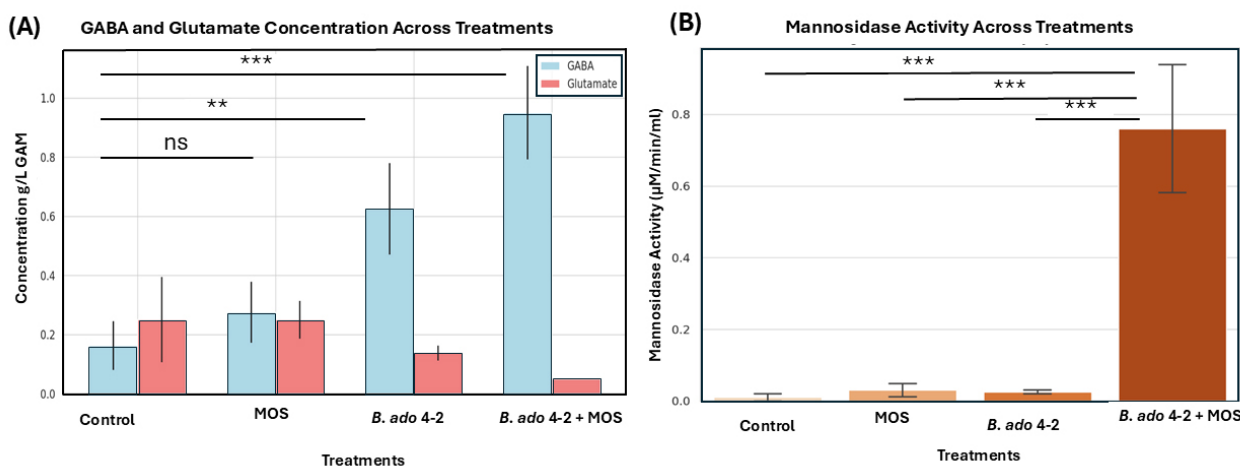 (A)
GABA and Glutamate Concentration Across Treatments
***
**
ns
GABA
Glutamate
Concentration g/L GAM
1.0
0.8
0.6
0.4
0.2
0.0
Control
MOS
B. ado 4-2
B. ado 4-2 + MOS
Treatments
(B)
Mannosidase Activity Across Treatments
***
***
***
Mannosidase Activity (µM/min/ml)
0.8
0.6
0.4
0.2
0.0
Control
MOS
B. ado 4-2
B. ado 4-2 + MOS
Treatments